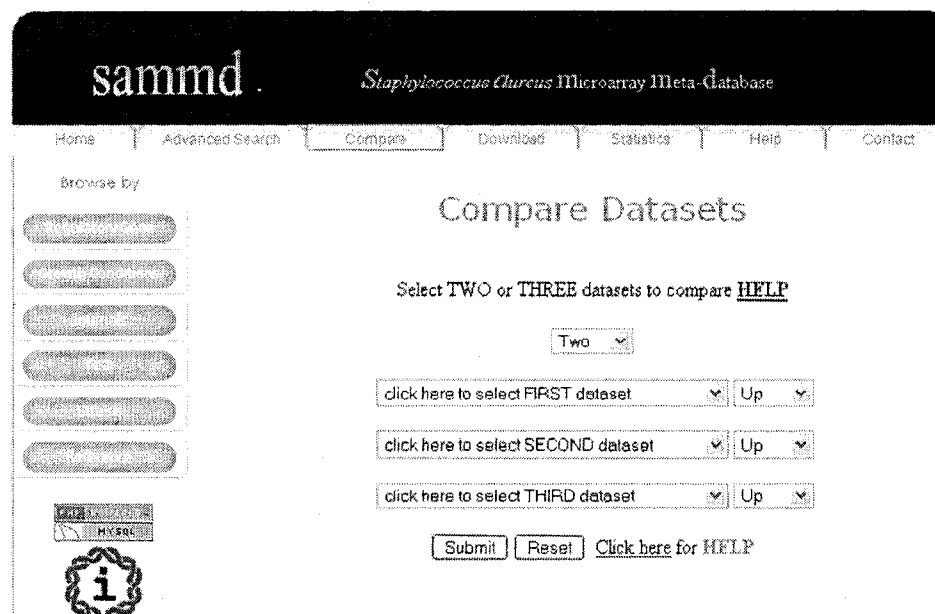 sammd .
Staphylococcus Aureus Microarray Meta-database
Home Advanced Search Compare Download Statistics Help Contact
Browse by
Compare Datasets
Select TWO or THREE datasets to compare HELP
Two
click here to select FIRST dataset Up
click here to select SECOND dataset Up
click here to select THIRD dataset Up
Submit Reset Click here for HELP
MYSQL
i